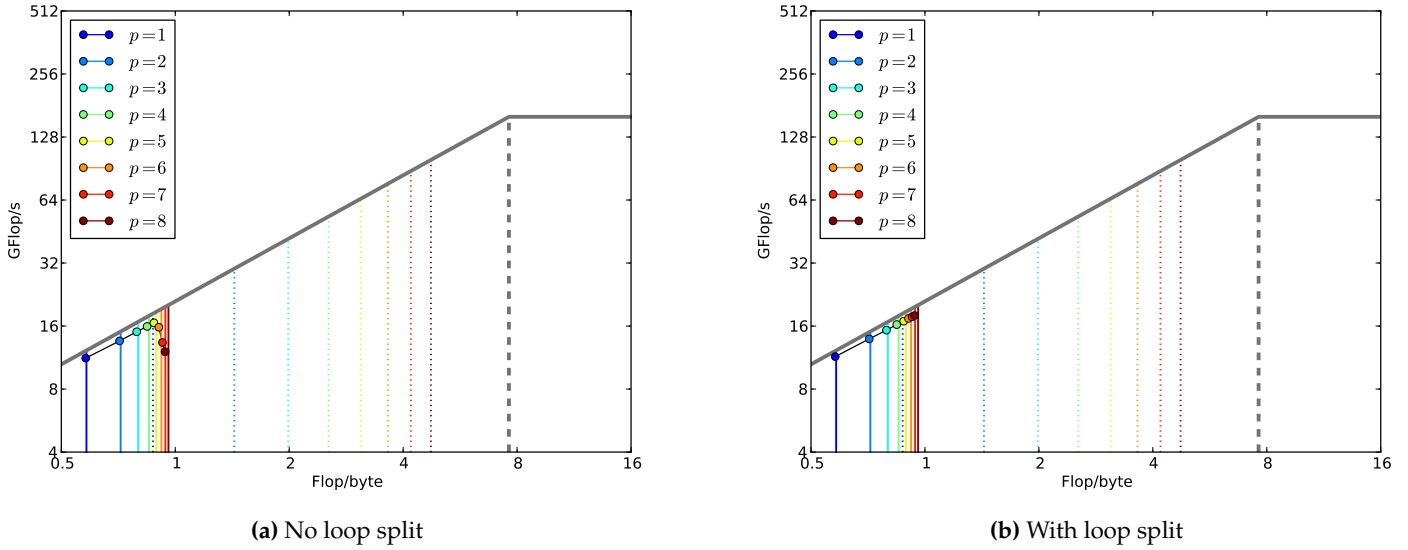 512
256
128
64
32
16
8
4
GFlop/s
p=1
p=2
p=3
p=4
p=5
p=6
p=7
p=8
0.5 1 2 4 8 16
Flop/byte
(a) No loop split
512
256
128
64
32
16
8
4
GFlop/s
p=1
p=2
p=3
p=4
p=5
p=6
p=7
p=8
0.5 1 2 4 8 16
Flop/byte
(b) With loop split